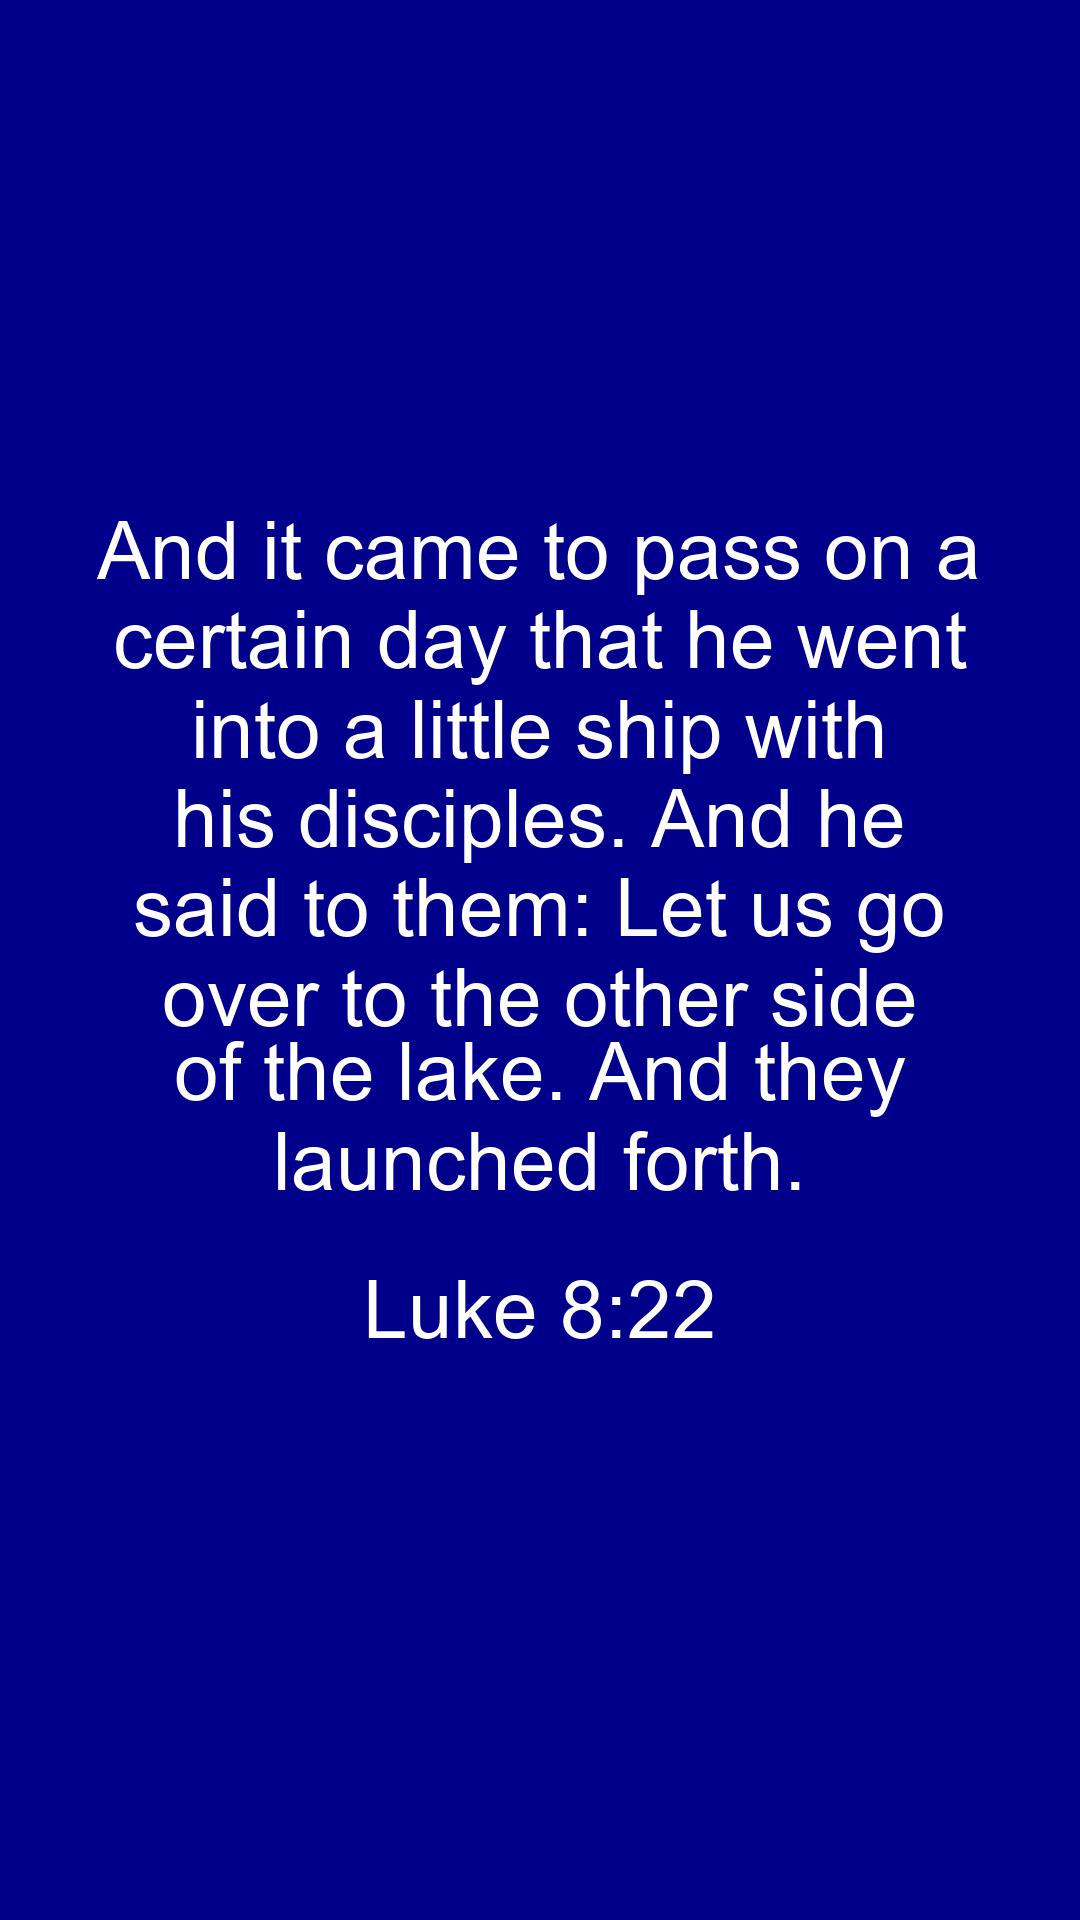 And it came to pass on a
certain day that he went
into a little ship with
his disciples. And he
said to them: Let us go
over to the other side
of the lake. And they
launched forth.
Luke 8:22